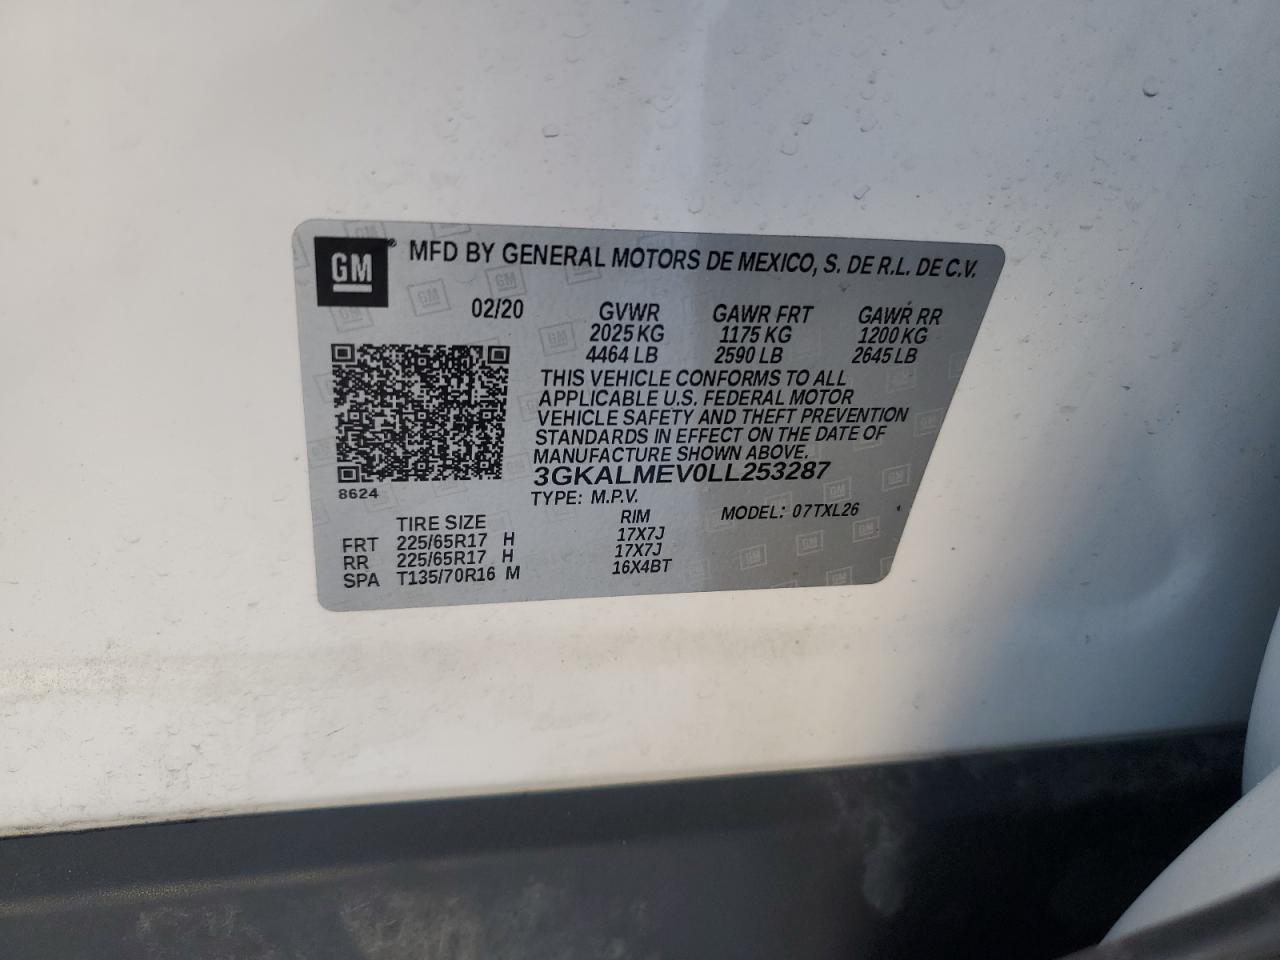 GM® MFD BY GENERAL MOTORS DE MEXICO, S. DE R.L. DE C.V.
02/20 GVWR GAWR FRT GAWR RR
2025 KG 1175 KG 1200 KG
4464 LB 2590 LB 2645 LB
THIS VEHICLE CONFORMS TO ALL
APPLICABLE U.S. FEDERAL MOTOR
VEHICLE SAFETY AND THEFT PREVENTION
STANDARDS IN EFFECT ON THE DATE OF
MANUFACTURE SHOWN ABOVE.
3GKALMEV0LL253287
8624 TYPE: M.P.V. MODEL: 07TXL26
TIRE SIZE RIM
FRT 225/65R17 H 17X7J
RR 225/65R17 H 17X7J
SPA T135/70R16 M 16X4BT